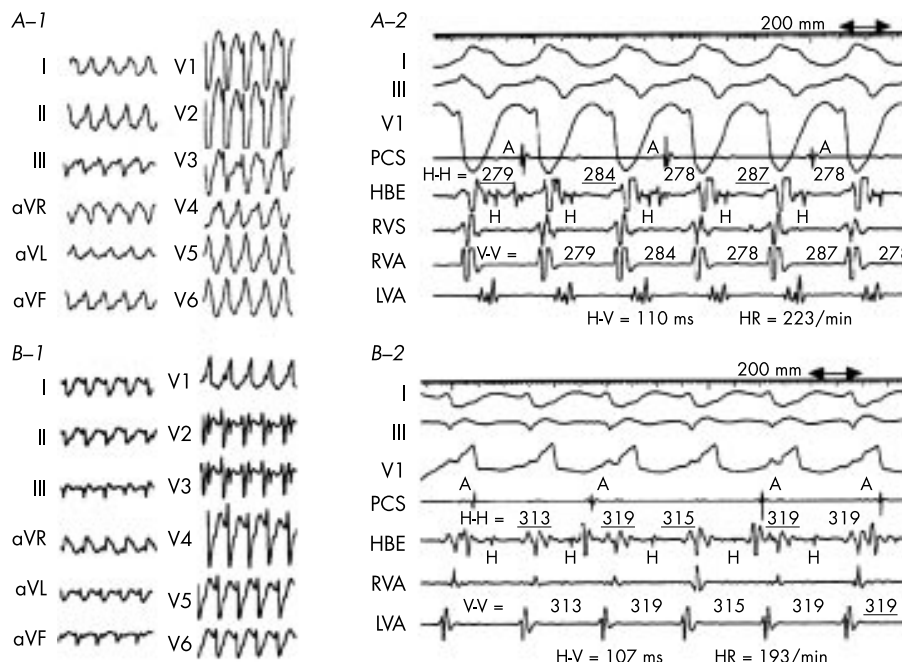 A–1
I
II
III
aVR
aVL
aVF
V1
V2
V3
V4
V5
V6
A–2
200 mm
I
III
V1
PCS A A A
H-H = 279 284 278 287 278
HBE
H H H H H
RVS
RVA V-V = 279 284 278 287 278
LVA
H-V = 110 ms HR = 223/min
B–1
I
II
III
aVR
aVL
aVF
V1
V2
V3
V4
V5
V6
B–2
200 mm
I
III
V1
A A A A
PCS
H-H = 313 319 315 319 319
HBE
H H H H H
RVA
V-V = 313 319 315 319 319
LVA
H-V = 107 ms HR = 193/min